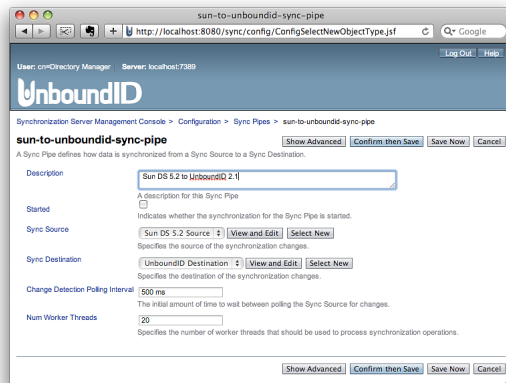 sun-to-unboundid-sync-pipe
http://localhost:8080/sync/config/ConfigSelectNewObjectType.jsf
Google
Log Out Help
User: cn=Directory Manager Server: localhost:7389
UnboundID
Synchronization Server Management Console > Configuration > Sync Pipes > sun-to-unboundid-sync-pipe
sun-to-unboundid-sync-pipe Show Advanced Confirm then Save Save Now Cancel
A Sync Pipe defines how data is synchronized from a Sync Source to a Sync Destination.
Description Sun DS 5.2 to UnboundID 2.1
A description for this Sync Pipe
Started
Indicates whether the synchronization for the Sync Pipe is started.
Sync Source Sun DS 5.2 Source View and Edit Select New
Specifies the source of the synchronization changes.
Sync Destination UnboundID Destination View and Edit Select New
Specifies the destination of the synchronization changes.
Change Detection Polling Interval 500 ms
The initial amount of time to wait between polling the Sync Source for changes.
Num Worker Threads 20
Specifies the number of worker threads that should be used to process synchronization operations.
Show Advanced Confirm then Save Save Now Cancel